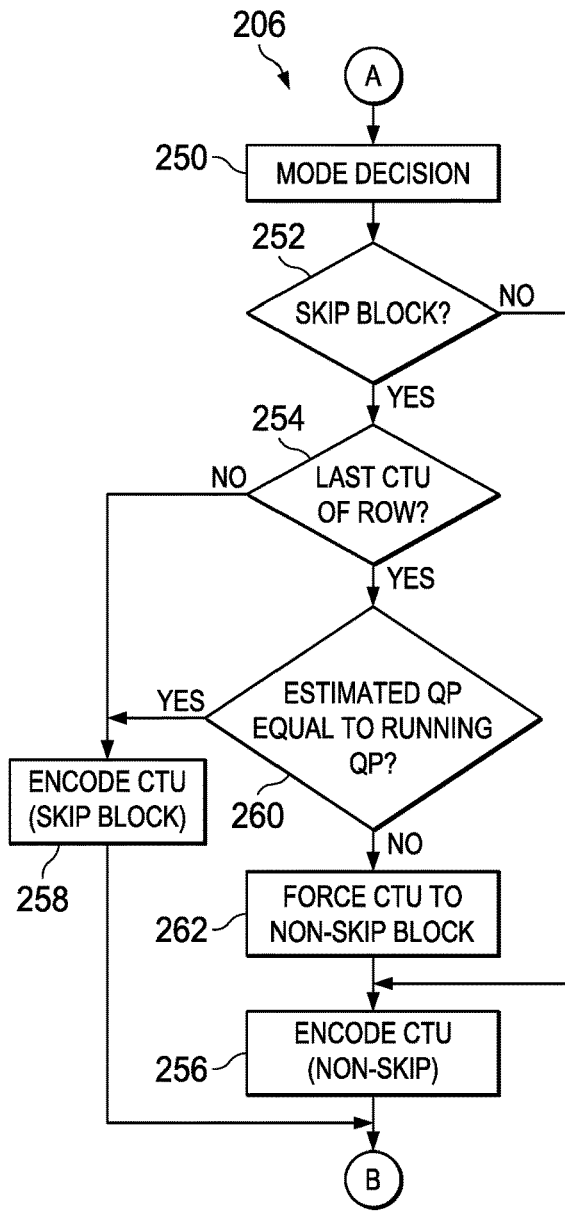 206
A
250
MODE DECISION
252
SKIP BLOCK?
NO
YES
254
NO
LAST CTU
OF ROW?
YES
YES
ESTIMATED QP
EQUAL TO RUNNING
QP?
ENCODE CTU
(SKIP BLOCK)
260
NO
258
262
FORCE CTU TO
NON-SKIP BLOCK
256
ENCODE CTU
(NON-SKIP)
B